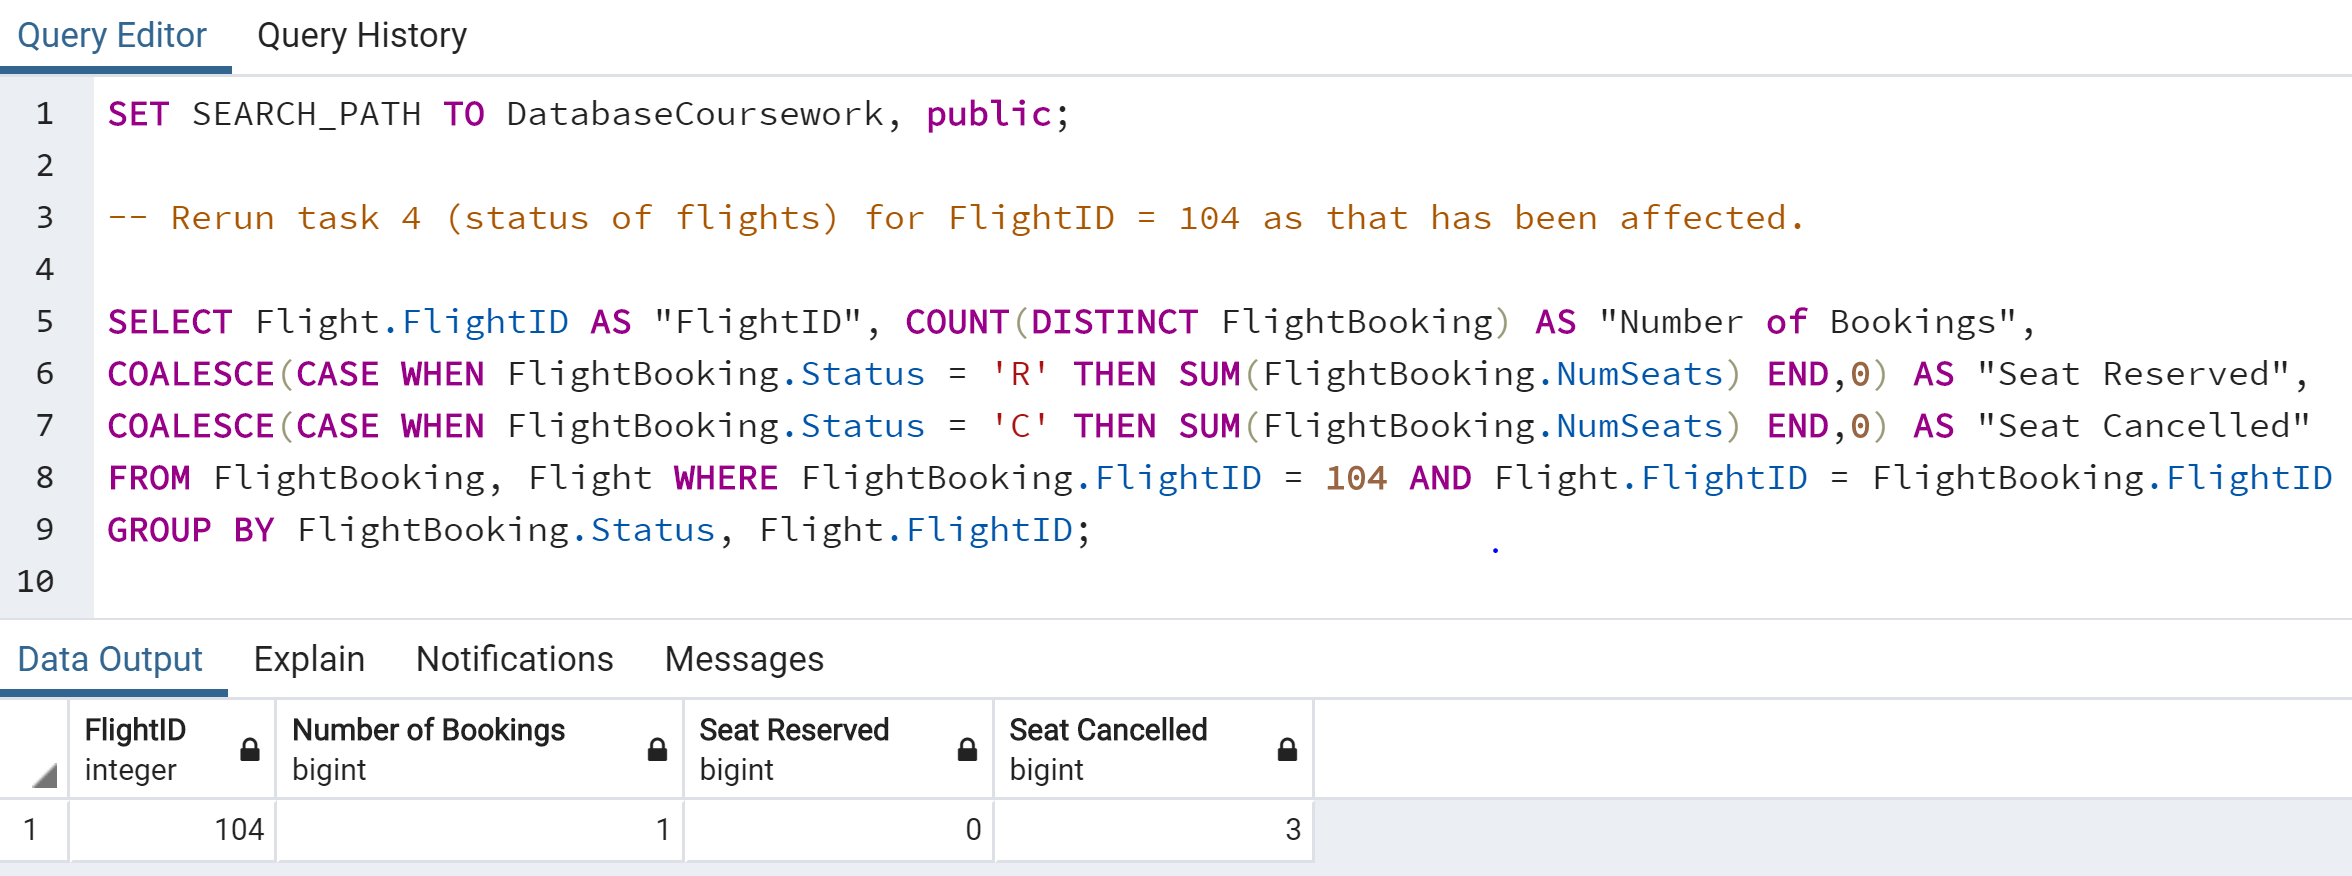 Query Editor Query History
1 SET SEARCH_PATH TO DatabaseCoursework, public;
2
3 -- Rerun task 4 (status of flights) for FlightID = 104 as that has been affected.
4
5 SELECT Flight.FlightID AS "FlightID", COUNT(DISTINCT FlightBooking) AS "Number of Bookings",
6 COALESCE(CASE WHEN FlightBooking.Status = 'R' THEN SUM(FlightBooking.NumSeats) END,0) AS "Seat Reserved",
7 COALESCE(CASE WHEN FlightBooking.Status = 'C' THEN SUM(FlightBooking.NumSeats) END,0) AS "Seat Cancelled"
8 FROM FlightBooking, Flight WHERE FlightBooking.FlightID = 104 AND Flight.FlightID = FlightBooking.FlightID
9 GROUP BY FlightBooking.Status, Flight.FlightID;
10
Data Output Explain Notifications Messages
FlightID Number of Bookings Seat Reserved Seat Cancelled
integer bigint bigint bigint
1 104 1 0 3